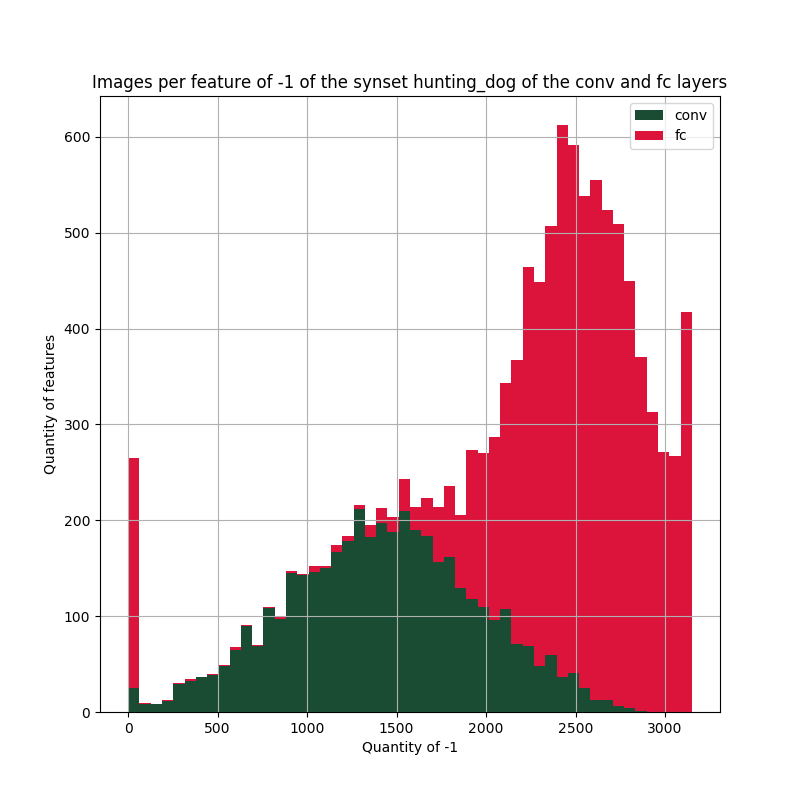 Images per feature of -1 of the synset hunting_dog of the conv and fc layers
conv
fc
600
500
400
300
200
100
0
Quantity of features
0 500 1000 1500 2000 2500 3000
Quantity of -1